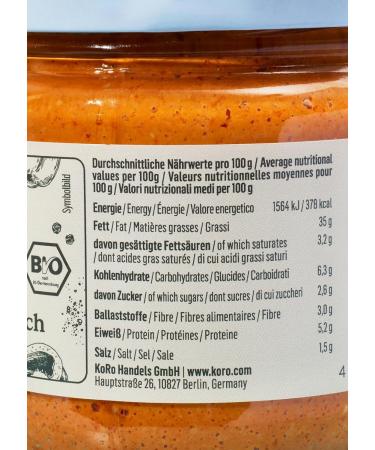 Durchschnittliche Nährwerte pro 100 g / Average nutritional
values per 100g / Valeurs nutritionnelles moyennes pour
100 g / Valori nutrizionali medi per 100 g
Energie / Energy / Énergie / Valore energetico 1564 kJ / 378 kcal
Fett / Fat / Matières grasses / Grassi 35 g
davon gesättigte Fettsäuren / of which saturates 3,2 g
/ dont acides gras saturés / di cui acidi grassi saturi
Kohlenhydrate / Carbohydrates / Glucides / Carboidrati 6,3 g
davon Zucker / of which sugars / dont sucres / di cui zuccheri 2,6 g
Ballaststoffe / Fibre / Fibres alimentaires / Fibre 3,0 g
Eiweiß / Protein / Protéines / Proteine 5,2 g
Salz / Salt / Sel / Sale 1,5 g
KoRo Handels GmbH | www.koro.com
Hauptstraße 26, 10827 Berlin, Germany
Symbolbild
BIO
ch
4